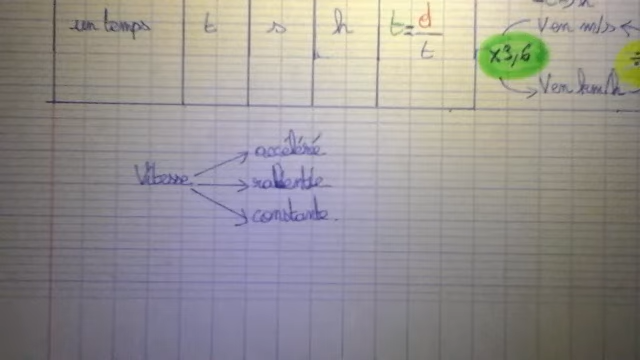 un temps t s h t = d/t
V en m/s
x3,6 ÷
V en km/h
Vitesse
accéléré
ralentie
constante.